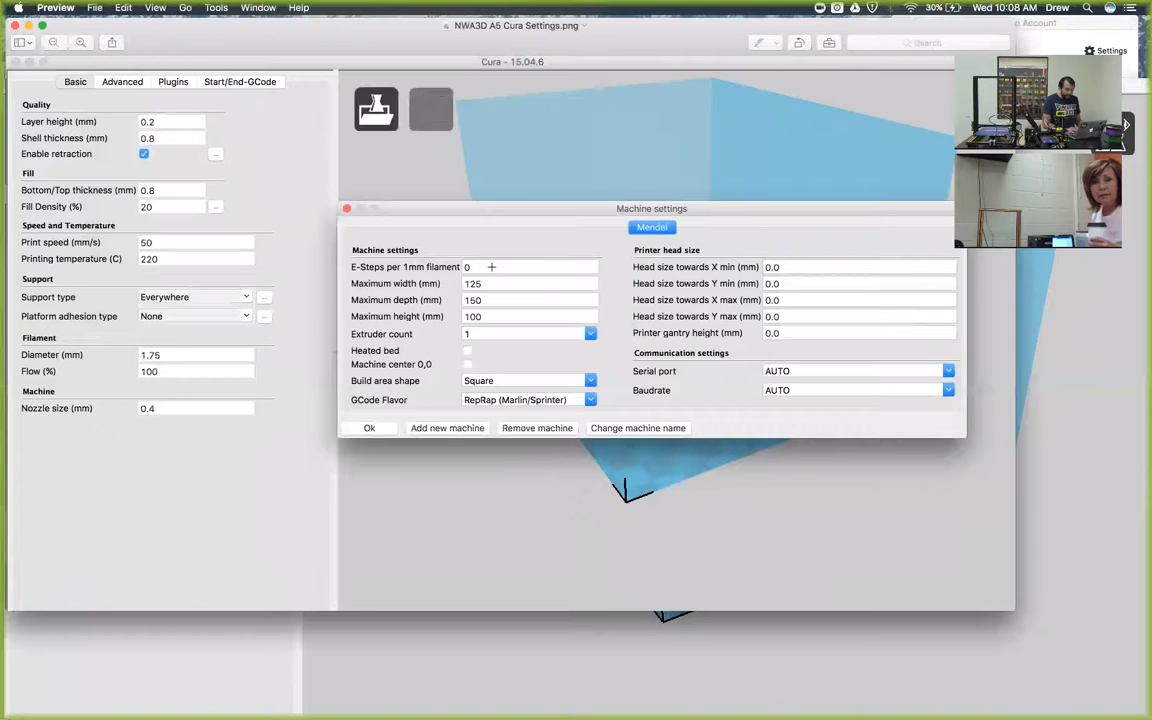 Preview File Edit View Go Tools Window Help 30% Wed 10:08 AM Drew
NWA3D A5 Cura Settings.png
Search
Settings
Cura - 15.04.6
Basic Advanced Plugins Start/End-GCode
Quality
Layer height (mm) 0.2
Shell thickness (mm) 0.8
Enable retraction
...
Fill
Bottom/Top thickness (mm) 0.8
Fill Density (%) 20 ...
Speed and Temperature
Print speed (mm/s) 50
Printing temperature (C) 220
Support
Support type Everywhere ...
Platform adhesion type None ...
Filament
Diameter (mm) 1.75
Flow (%) 100
Machine
Nozzle size (mm) 0.4
Machine settings
Mendel
Machine settings
E-Steps per 1mm filament 0
Maximum width (mm) 125
Maximum depth (mm) 150
Maximum height (mm) 100
Extruder count 1
Heated bed
Machine center 0,0
Build area shape Square
GCode Flavor RepRap (Marlin/Sprinter)
Printer head size
Head size towards X min (mm) 0.0
Head size towards Y min (mm) 0.0
Head size towards X max (mm) 0.0
Head size towards Y max (mm) 0.0
Printer gantry height (mm) 0.0
Communication settings
Serial port AUTO
Baudrate AUTO
Ok Add new machine Remove machine Change machine name